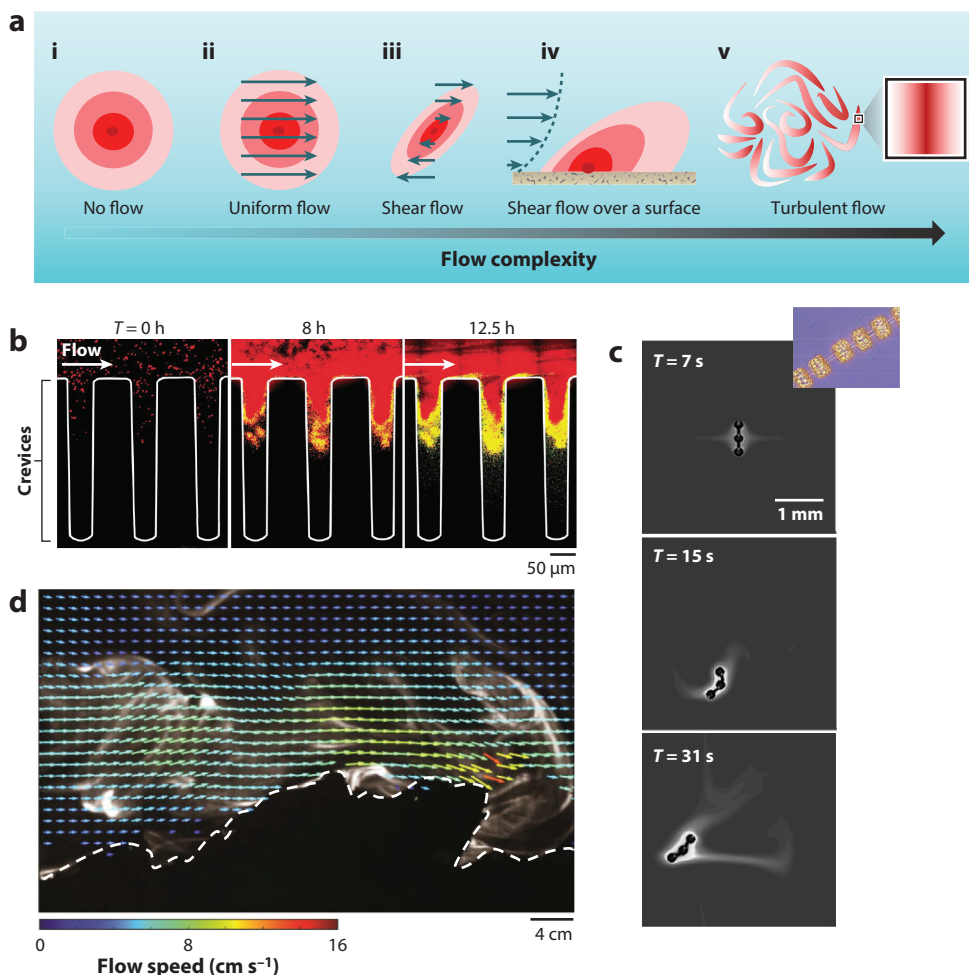 a
i
ii
iii
iv
v
No flow
Uniform flow
Shear flow
Shear flow over a surface
Turbulent flow
Flow complexity
b
T = 0 h
8 h
12.5 h
Flow
Crevices
50 µm
c
T = 7 s
1 mm
T = 15 s
T = 31 s
d
0
8
16
Flow speed (cm s⁻¹)
4 cm